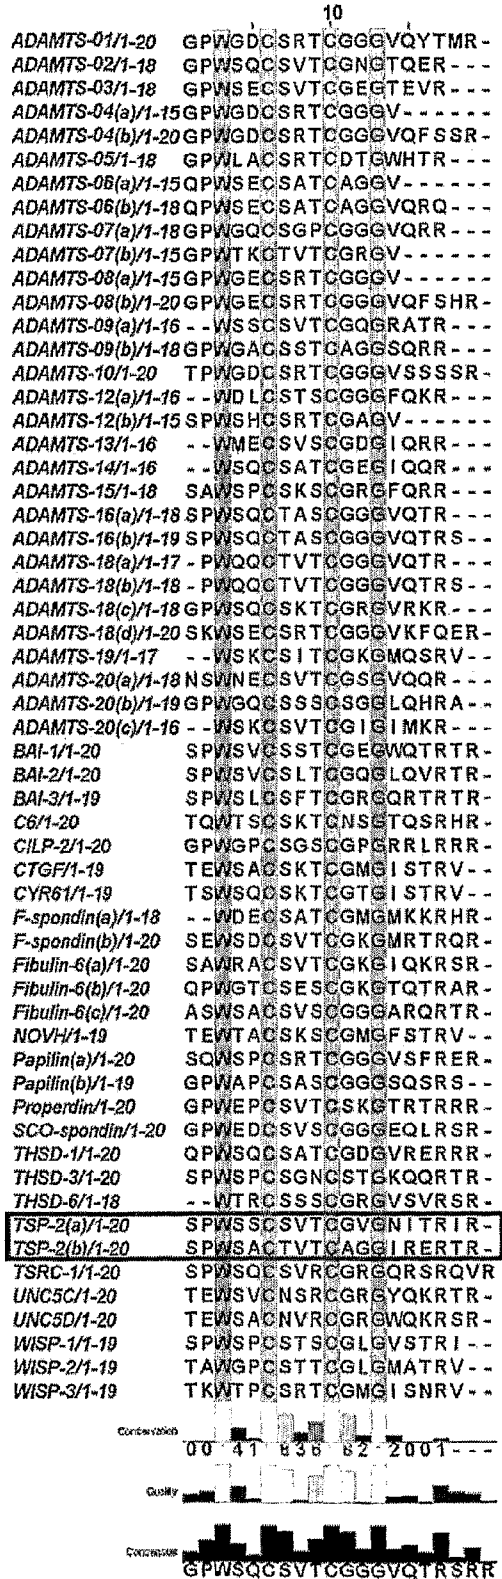 10
ADAMTS-01/1-20 GPWGDCSRTCGGGVQYTMR-
ADAMTS-02/1-18 GPWSQCSVTCGNGTQER---
ADAMTS-03/1-18 GPWSECSVTCGEGTEVR---
ADAMTS-04(a)/1-15 GPWGDCSRTCGGGV------
ADAMTS-04(b)/1-20 GPWGDCSRTCGGGVQFSSR-
ADAMTS-05/1-18 GPWLACSRTCDTGWHTR---
ADAMTS-06(a)/1-15 QPWSECSATCAGGV------
ADAMTS-06(b)/1-18 QPWSECSATCAGGVQRQ---
ADAMTS-07(a)/1-18 GPWGQCSGPCGGGVQRR---
ADAMTS-07(b)/1-15 GPWTKCTVTCGRGV------
ADAMTS-08(a)/1-15 GPWGECSRTCGGGV------
ADAMTS-08(b)/1-20 GPWGECSRTCGGGVQFSHR-
ADAMTS-09(a)/1-16 --WSSCSVTCGQGRATR---
ADAMTS-09(b)/1-18 GPWGACSSTCAGGSQRR---
ADAMTS-10/1-20 TPWGDCSRTCGGGVSSSSR-
ADAMTS-12(a)/1-16 --WDLCSTSCGGGFQKR---
ADAMTS-12(b)/1-15 SPWSHCSRTCGAGV------
ADAMTS-13/1-16 --WMECSVSCGDGIQRR---
ADAMTS-14/1-16 --WSQCSATCGEGIQQR---
ADAMTS-15/1-18 SAWSPCSKSCGRGFQRR---
ADAMTS-16(a)/1-18 SPWSQCTASCGGGVQTR---
ADAMTS-16(b)/1-19 SPWSQCTASCGGGVQTRS--
ADAMTS-18(a)/1-17 -PWQQCTVTCGGGVQTR---
ADAMTS-18(b)/1-18 -PWQQCTVTCGGGVQTRS--
ADAMTS-18(c)/1-18 GPWSQCSKTCGRGVRKR---
ADAMTS-18(d)/1-20 SKWSECSRTCGGGVKFQER-
ADAMTS-19/1-17 --WSKCSITCGKGMQSRV--
ADAMTS-20(a)/1-18 NSWNECSVTCGSGVQQR---
ADAMTS-20(b)/1-19 GPWGQCSSSCSGGLQHRA--
ADAMTS-20(c)/1-16 --WSKCSVTCGIGIMKR---
BAI-1/1-20 SPWSVCSSTCGEGWQTRTR-
BAI-2/1-20 SPWSVCSLTCGQGLQVRTR-
BAI-3/1-19 SPWSLCSFTCGRGQRTRTR-
C6/1-20 TQWTSCSKTCNSGTQSRHR-
CILP-2/1-20 GPWGPCSGSCGPGRRLRRR-
CTGF/1-19 TEWSACSKTCGMGISTRV--
CYR61/1-19 TSWSQCSKTCGTGISTRV--
F-spondin(a)/1-18 --WDECSATCGMGMKKRHR-
F-spondin(b)/1-20 SEWSDCSVTCGKGMRTRQR-
Fibulin-6(a)/1-20 SAWRACSVTCGKGIQKRSR-
Fibulin-6(b)/1-20 QPWGTCSESCGKGTQTRAR-
Fibulin-6(c)/1-20 ASWSACSVSCGGGARQRTR-
NOVH/1-19 TEWTACSKSCGMGFSTRV--
Papilin(a)/1-20 SQWSPCSRTCGGGVSFRER-
Papilin(b)/1-19 GPWAPCSASCGGGSQSRS--
Properdin/1-20 GPWEPCSVTCSKGTRTRRR-
SCO-spondin/1-20 GPWEDCSVSCGGGEQLRSR-
THSD-1/1-20 QPWSQCSATCGDGVRERRR-
THSD-3/1-20 SPWSPCSGNCSTGKQQRTR-
THSD-6/1-18 --WTRCSSSCGRGVSVRSR-
TSP-2(a)/1-20 SPWSSCSVTCGVGNITRIR-
TSP-2(b)/1-20 SPWSACTVTCAGGIRERTR-
TSRC-1/1-20 SPWSQCSVRCGRGQRSRQVR
UNC5C/1-20 TEWSVCNSRCGRGYQKRTR-
UNC5D/1-20 TEWSACNVRCGRGWQKRSR-
WISP-1/1-19 SPWSPCSTSCGLGVSTRI--
WISP-2/1-19 TAWGPCSTTCGLGMATRV--
WISP-3/1-19 TKWTPCSRTCGMGISNRV--
Conservation
00 41 636 62 2001---
Quality
Consensus
GPWSQCSVTCGGGVQTRSRR